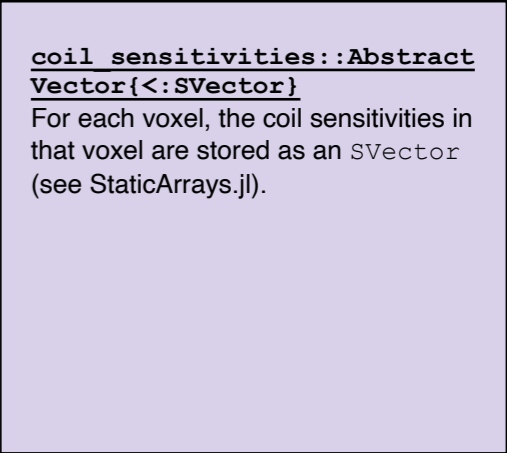 coil_sensitivities::Abstract
Vector{<:SVector}
For each voxel, the coil sensitivities in
that voxel are stored as an SVector
(see StaticArrays.jl).